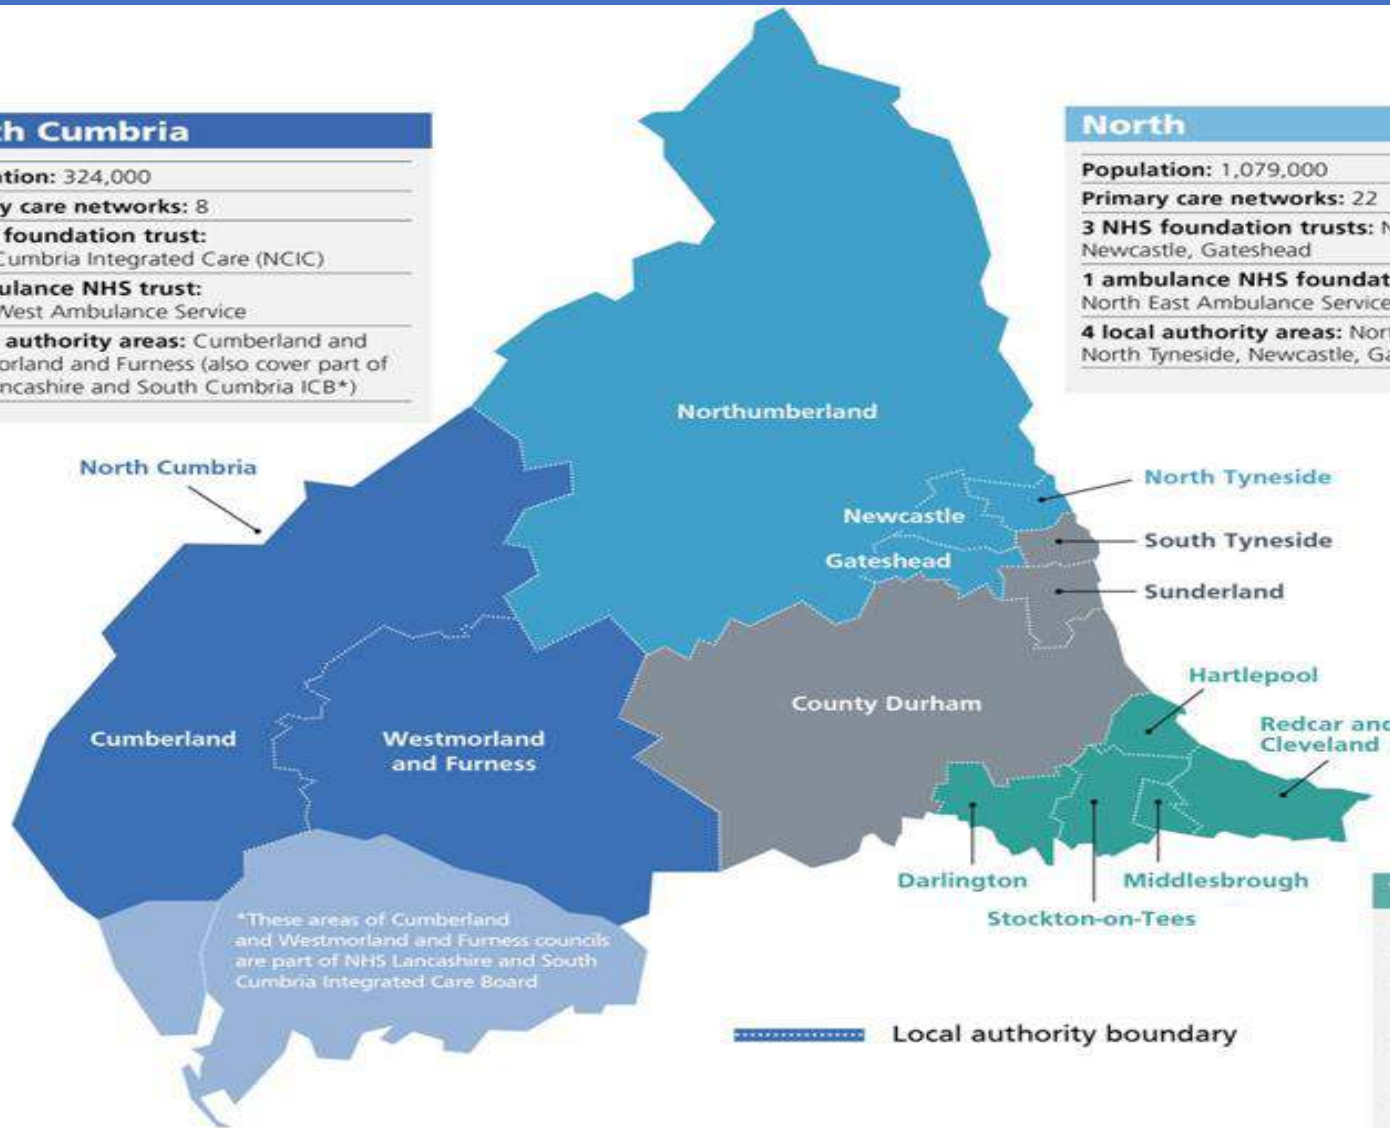 th Cumbria
ation: 324,000
y care networks: 8
foundation trust:
Cumbria Integrated Care (NCIC)
ulance NHS trust:
West Ambulance Service
authority areas: Cumberland and
orland and Furness (also cover part of
ncashire and South Cumbria ICB*)
North
Population: 1,079,000
Primary care networks: 22
3 NHS foundation trusts: N
Newcastle, Gateshead
1 ambulance NHS foundat
North East Ambulance Service
4 local authority areas: Nort
North Tyneside, Newcastle, Ga
Northumberland
North Cumbria
North Tyneside
Newcastle
South Tyneside
Gateshead
Sunderland
Hartlepool
County Durham
Redcar and
Cleveland
Cumberland
Westmorland
and Furness
Darlington
Middlesbrough
Stockton-on-Tees
*These areas of Cumberland
and Westmorland and Furness councils
are part of NHS Lancashire and South
Cumbria Integrated Care Board
Local authority boundary